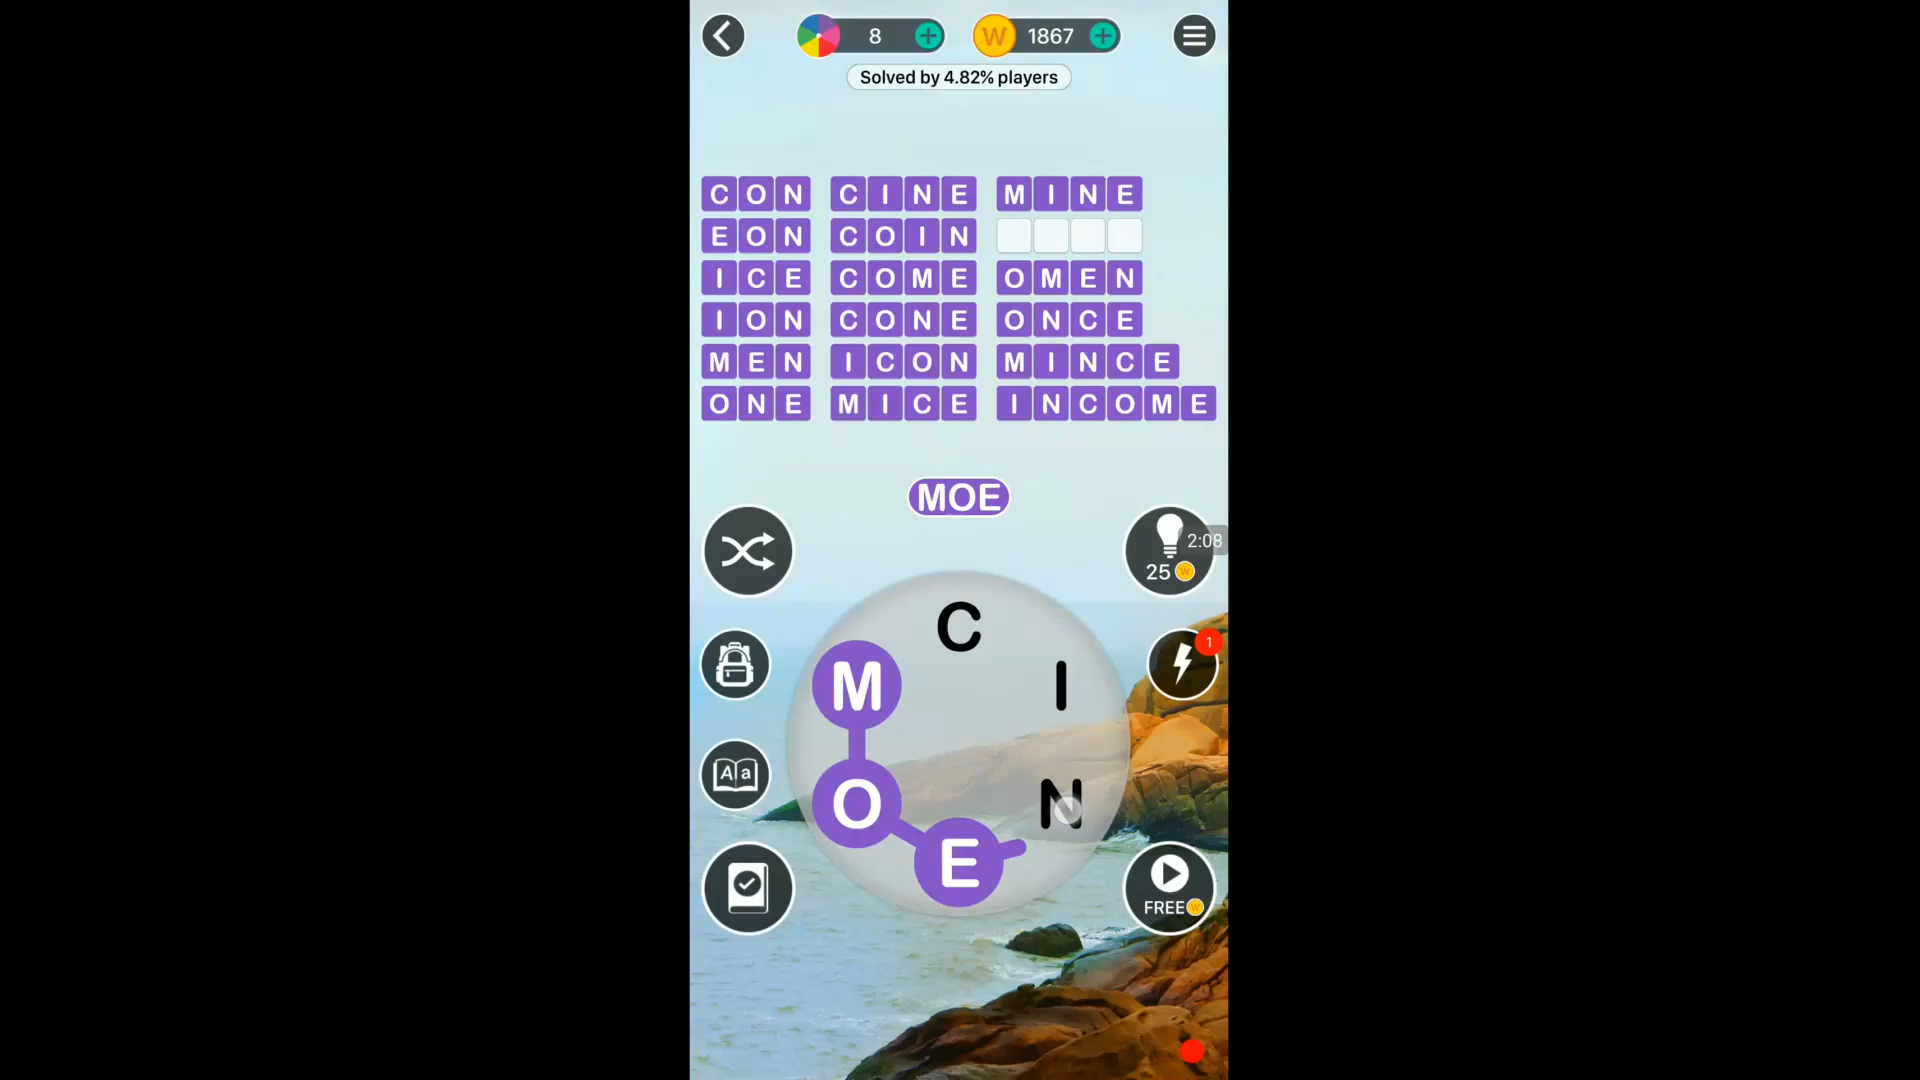 8
W 1867
Solved by 4.82% players
CON CINE MINE
EON COIN
ICE COME OMEN
ION CONE ONCE
MEN ICON MINCE
ONE MICE INCOME
MOE
2:08
25 W
C
M
I
1
O
N
Aa
E
FREE W